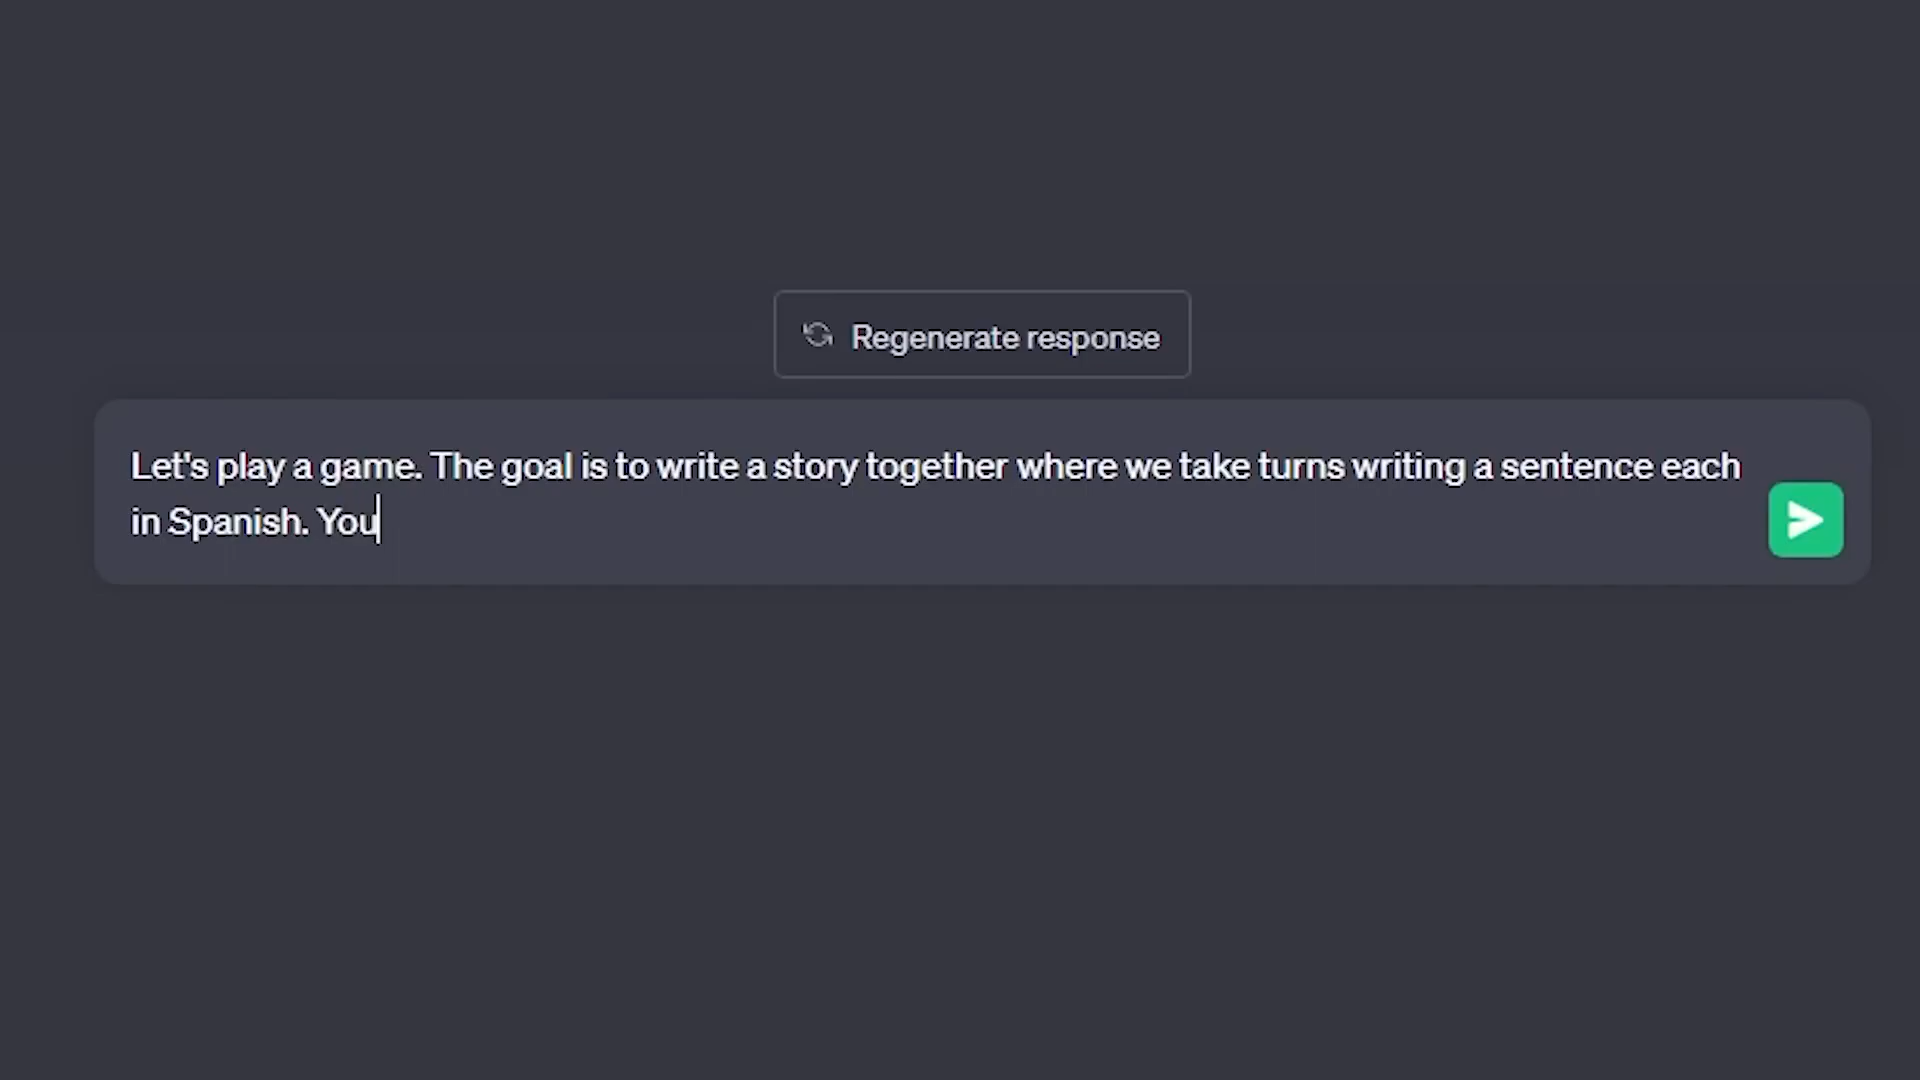 Regenerate response
Let's play a game. The goal is to write a story together where we take turns writing a sentence each
in Spanish. You